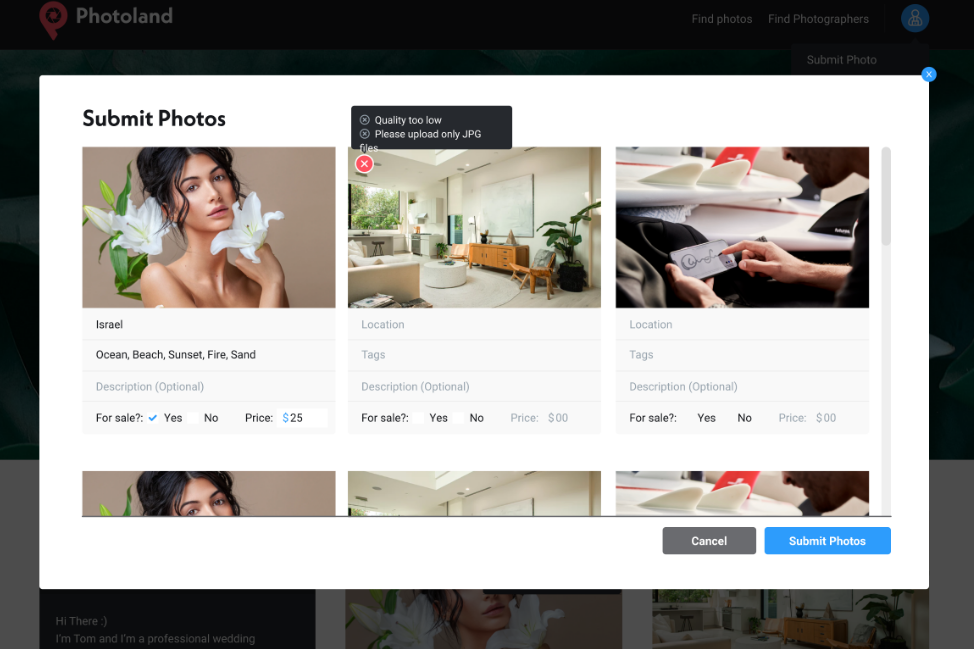 Photoland
Find photos
Find Photographers
Submit Photo
Submit Photos
Quality too low
Please upload only JPG
files
Israel
Ocean, Beach, Sunset, Fire, Sand
Description (Optional)
For sale?: Yes No Price: $25
Location
Tags
Description (Optional)
For sale?: Yes No Price: $00
Location
Tags
Description (Optional)
For sale?: Yes No Price: $00
Cancel
Submit Photos
Hi There :)
I'm Tom and I'm a professional wedding